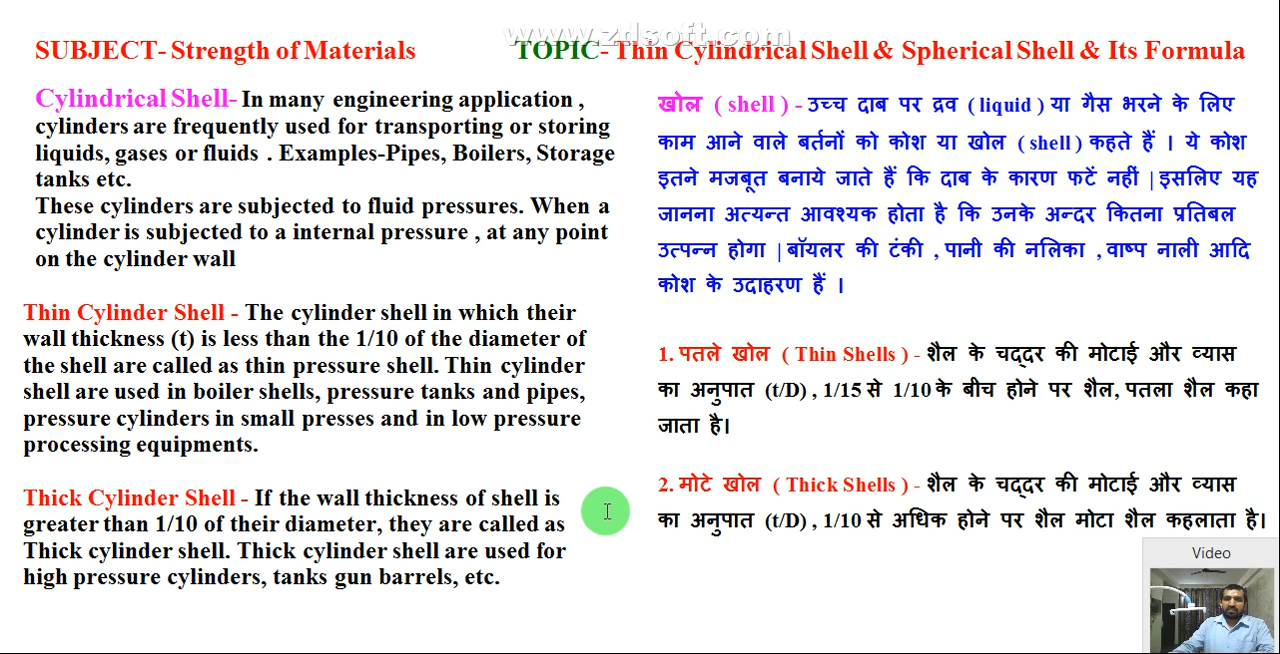 www.zdsoft.com
SUBJECT- Strength of Materials
TOPIC- Thin Cylindrical Shell & Spherical Shell & Its Formula
Cylindrical Shell- In many engineering application ,
cylinders are frequently used for transporting or storing
liquids, gases or fluids . Examples-Pipes, Boilers, Storage
tanks etc.
These cylinders are subjected to fluid pressures. When a
cylinder is subjected to a internal pressure , at any point
on the cylinder wall
Thin Cylinder Shell - The cylinder shell in which their
wall thickness (t) is less than the 1/10 of the diameter of
the shell are called as thin pressure shell. Thin cylinder
shell are used in boiler shells, pressure tanks and pipes,
pressure cylinders in small presses and in low pressure
processing equipments.
Thick Cylinder Shell - If the wall thickness of shell is
greater than 1/10 of their diameter, they are called as
Thick cylinder shell. Thick cylinder shell are used for
high pressure cylinders, tanks gun barrels, etc.
खोल ( shell ) - उच्च दाब पर द्रव ( liquid ) या गैस भरने के लिए
काम आने वाले बर्तनों को कोश या खोल ( shell ) कहते हैं । ये कोश
इतने मजबूत बनाये जाते हैं कि दाब के कारण फटें नहीं | इसलिए यह
जानना अत्यन्त आवश्यक होता है कि उनके अन्दर कितना प्रतिबल
उत्पन्न होगा | बॉयलर की टंकी , पानी की नलिका , वाष्प नाली आदि
कोश के उदाहरण हैं ।
1. पतले खोल ( Thin Shells ) - शैल के चद्दर की मोटाई और व्यास
का अनुपात (t/D) , 1/15 से 1/10 के बीच होने पर शैल, पतला शैल कहा
जाता है।
2. मोटे खोल ( Thick Shells ) - शैल के चद्दर की मोटाई और व्यास
का अनुपात (t/D) , 1/10 से अधिक होने पर शैल मोटा शैल कहलाता है।
Video